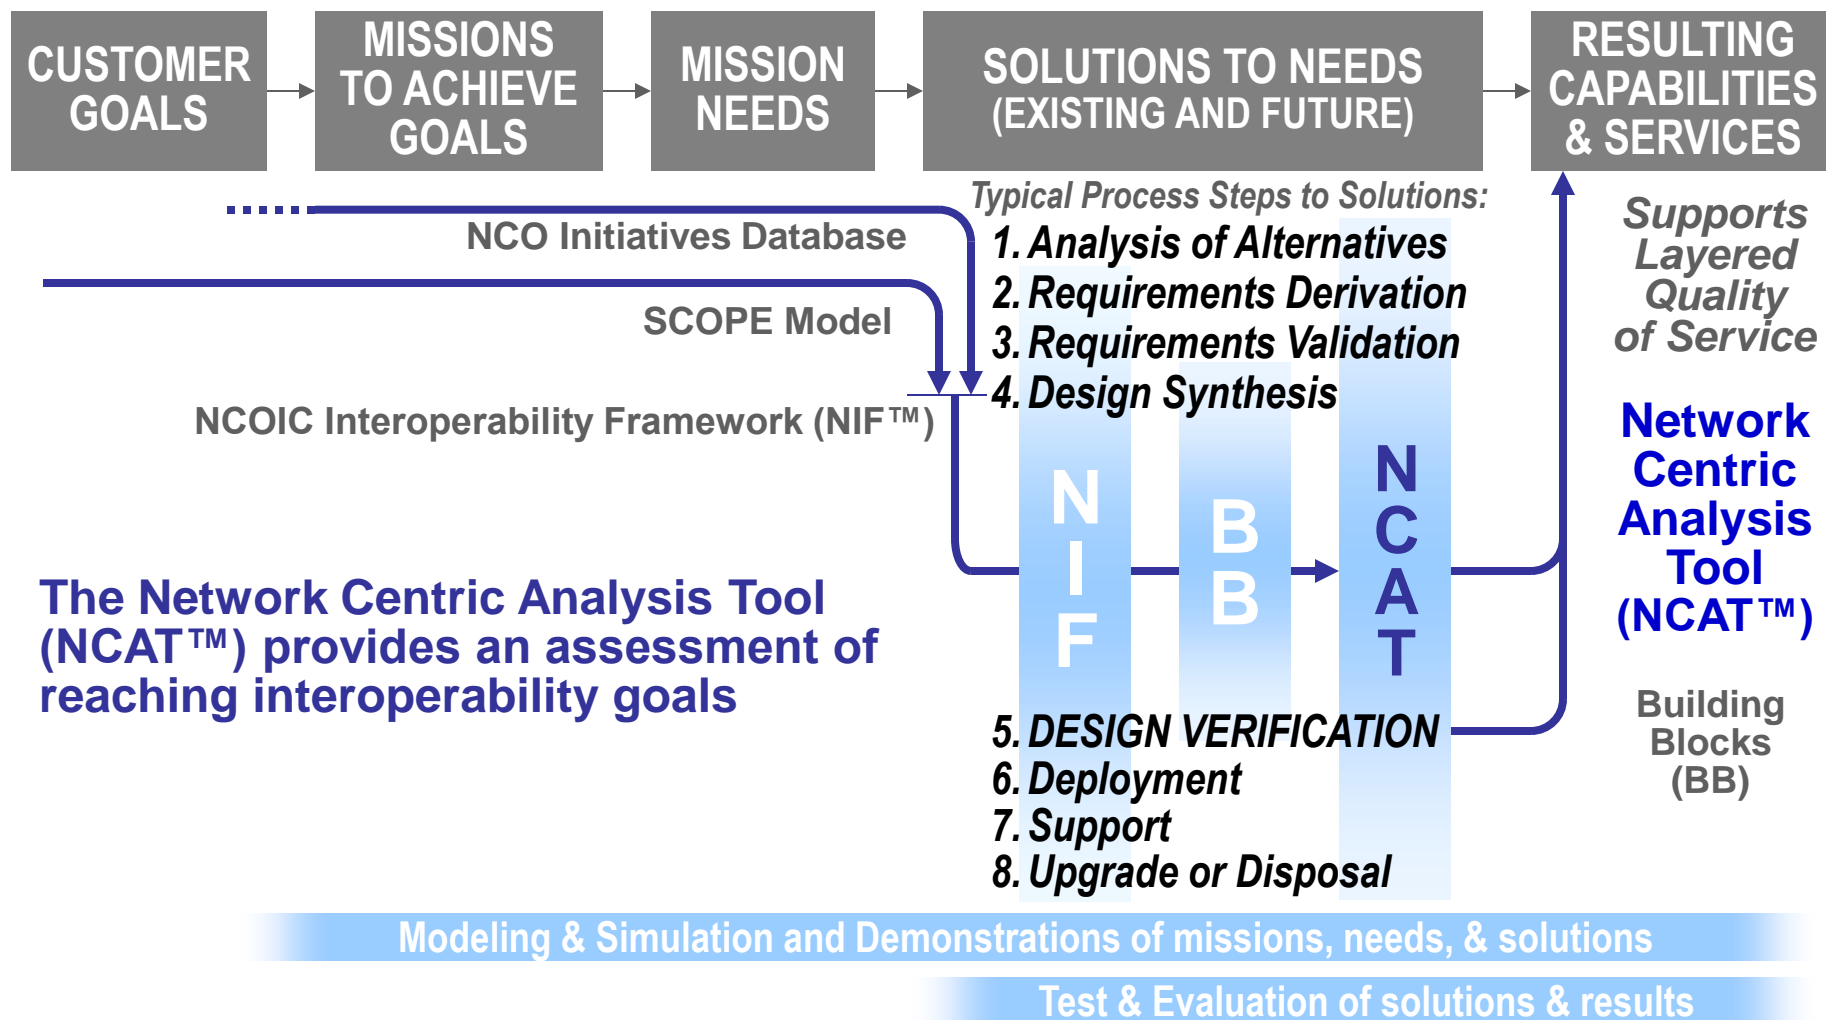 CUSTOMER
GOALS
MISSIONS
TO ACHIEVE
GOALS
MISSION
NEEDS
SOLUTIONS TO NEEDS
(EXISTING AND FUTURE)
RESULTING
CAPABILITIES
& SERVICES
NCO Initiatives Database
SCOPE Model
NCOIC Interoperability Framework (NIF™)
The Network Centric Analysis Tool
(NCAT™) provides an assessment of
reaching interoperability goals
Typical Process Steps to Solutions:
1. Analysis of Alternatives
2. Requirements Derivation
3. Requirements Validation
4. Design Synthesis
N
I
F
B
B
N
C
A
T
5. DESIGN VERIFICATION
6. Deployment
7. Support
8. Upgrade or Disposal
Supports
Layered
Quality
of Service
Network
Centric
Analysis
Tool
(NCAT™)
Building
Blocks
(BB)
Modeling & Simulation and Demonstrations of missions, needs, & solutions
Test & Evaluation of solutions & results